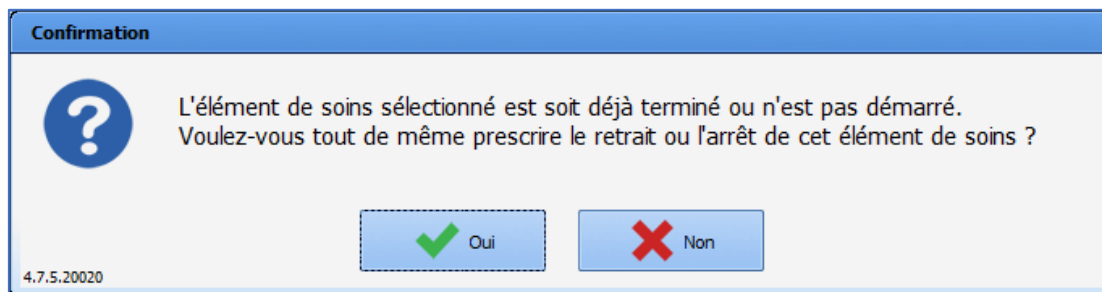 Confirmation
L'élément de soins sélectionné est soit déjà terminé ou n'est pas démarré.
Voulez-vous tout de même prescrire le retrait ou l'arrêt de cet élément de soins ?
Oui
Non
4.7.5.20020